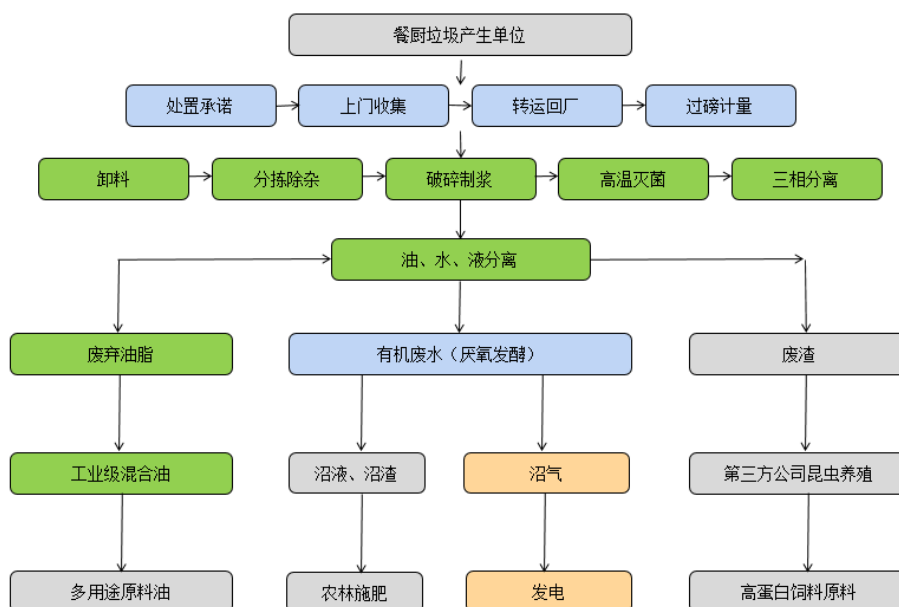 餐厨垃圾产生单位
处置承诺
上门收集
转运回厂
过磅计量
卸料
分拣除杂
破碎制浆
高温灭菌
三相分离
油、水、液分离
废弃油脂
有机废水（厌氧发酵）
废渣
工业级混合油
沼液、沼渣
沼气
第三方公司昆虫养殖
多用途原料油
农林施肥
发电
高蛋白饲料原料